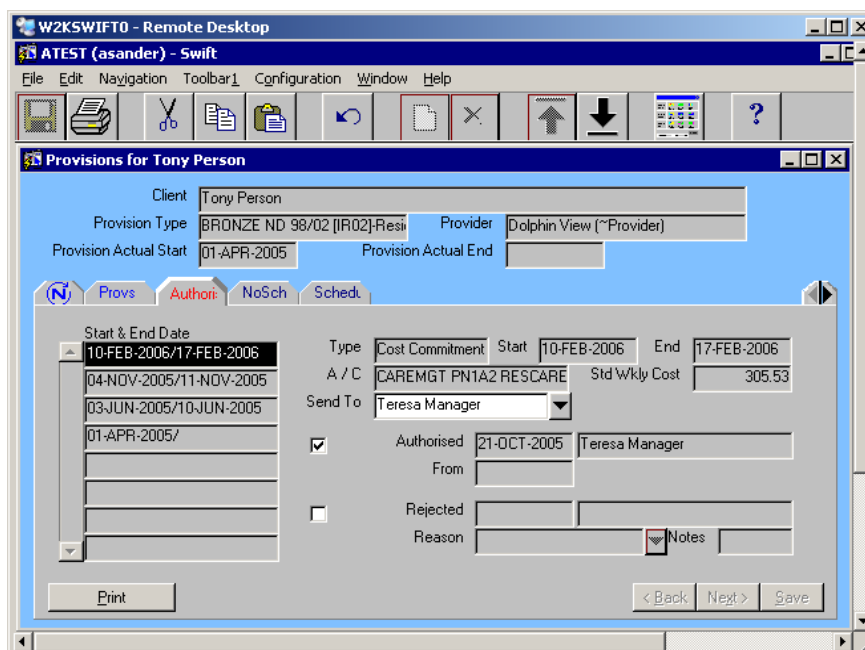 W2KSWIFT0 - Remote Desktop
ATEST (asander) - Swift
File Edit Navigation Toolbar1 Configuration Window Help
?
Provisions for Tony Person
Client Tony Person
Provision Type BRONZE ND 98/02 [IR02]-Resi Provider Dolphin View (~Provider)
Provision Actual Start 01-APR-2005 Provision Actual End
N Provs Authori: NoSch Schedu
Start & End Date
10-FEB-2006/17-FEB-2006 Type Cost Commitment Start 10-FEB-2006 End 17-FEB-2006
04-NOV-2005/11-NOV-2005 A / C CAREMGT PN1A2 RESCARE Std Wkly Cost 305.53
03-JUN-2005/10-JUN-2005 Send To Teresa Manager
01-APR-2005/
Authorised 21-OCT-2005 Teresa Manager
From
Rejected
Reason Notes
Print < Back Next > Save